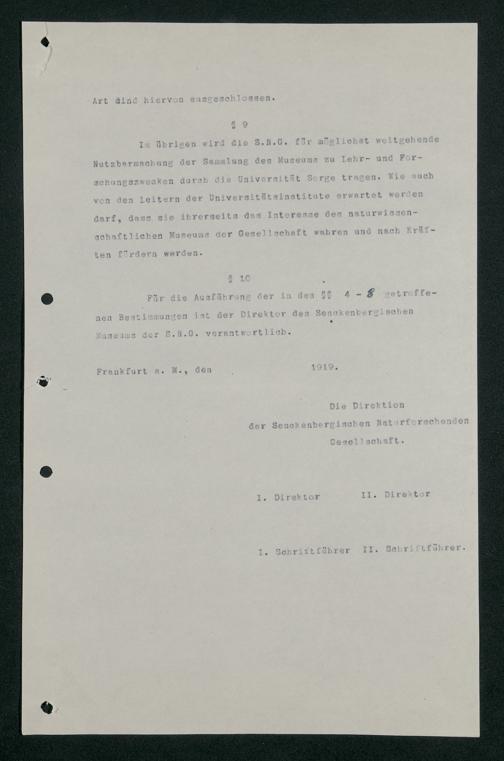 Art sind hiervon ausgeschlossen.
§ 9
Im übrigen wird die S.N.G. für möglichst weitgehende
Nutzbarmachung der Sammlung des Museums zu Lehr- und For-
schungszwecken durch die Universität Sorge tragen. Wie auch
von den Leitern der Universitätsinstitute erwartet werden
darf, dass sie ihrerseits das Interesse des naturwissen-
schaftlichen Museums der Gesellschaft wahren und nach Kräf-
ten fördern werden.
§ 10
Für die Ausführung der in des §§ 4 - 8 getroffe-
nen Bestimmungen ist der Direktor des Senckenbergischen
Museums der S.N.G. verantwortlich.
Frankfurt a. M., den 1919.
Die Direktion
der Senckenbergischen Naturforschenden
Gesellschaft.
I. Direktor II. Direktor
I. Schriftführer II. Schriftführer.